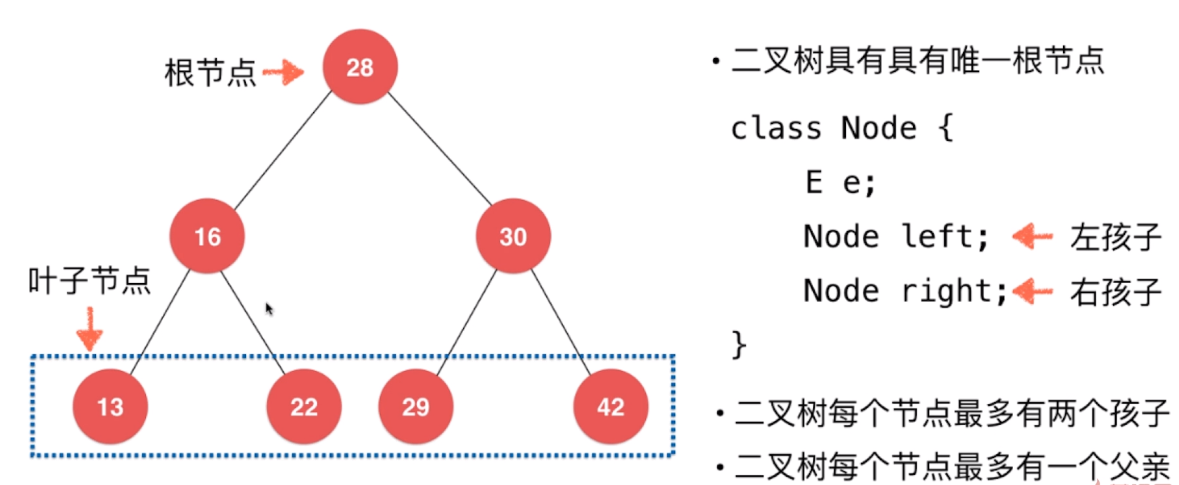 根节点
28
16
30
叶子节点
13
22
29
42
• 二叉树具有具有唯一根节点
class Node {
E e;
Node left; 左孩子
Node right; 右孩子
}
• 二叉树每个节点最多有两个孩子
• 二叉树每个节点最多有一个父亲